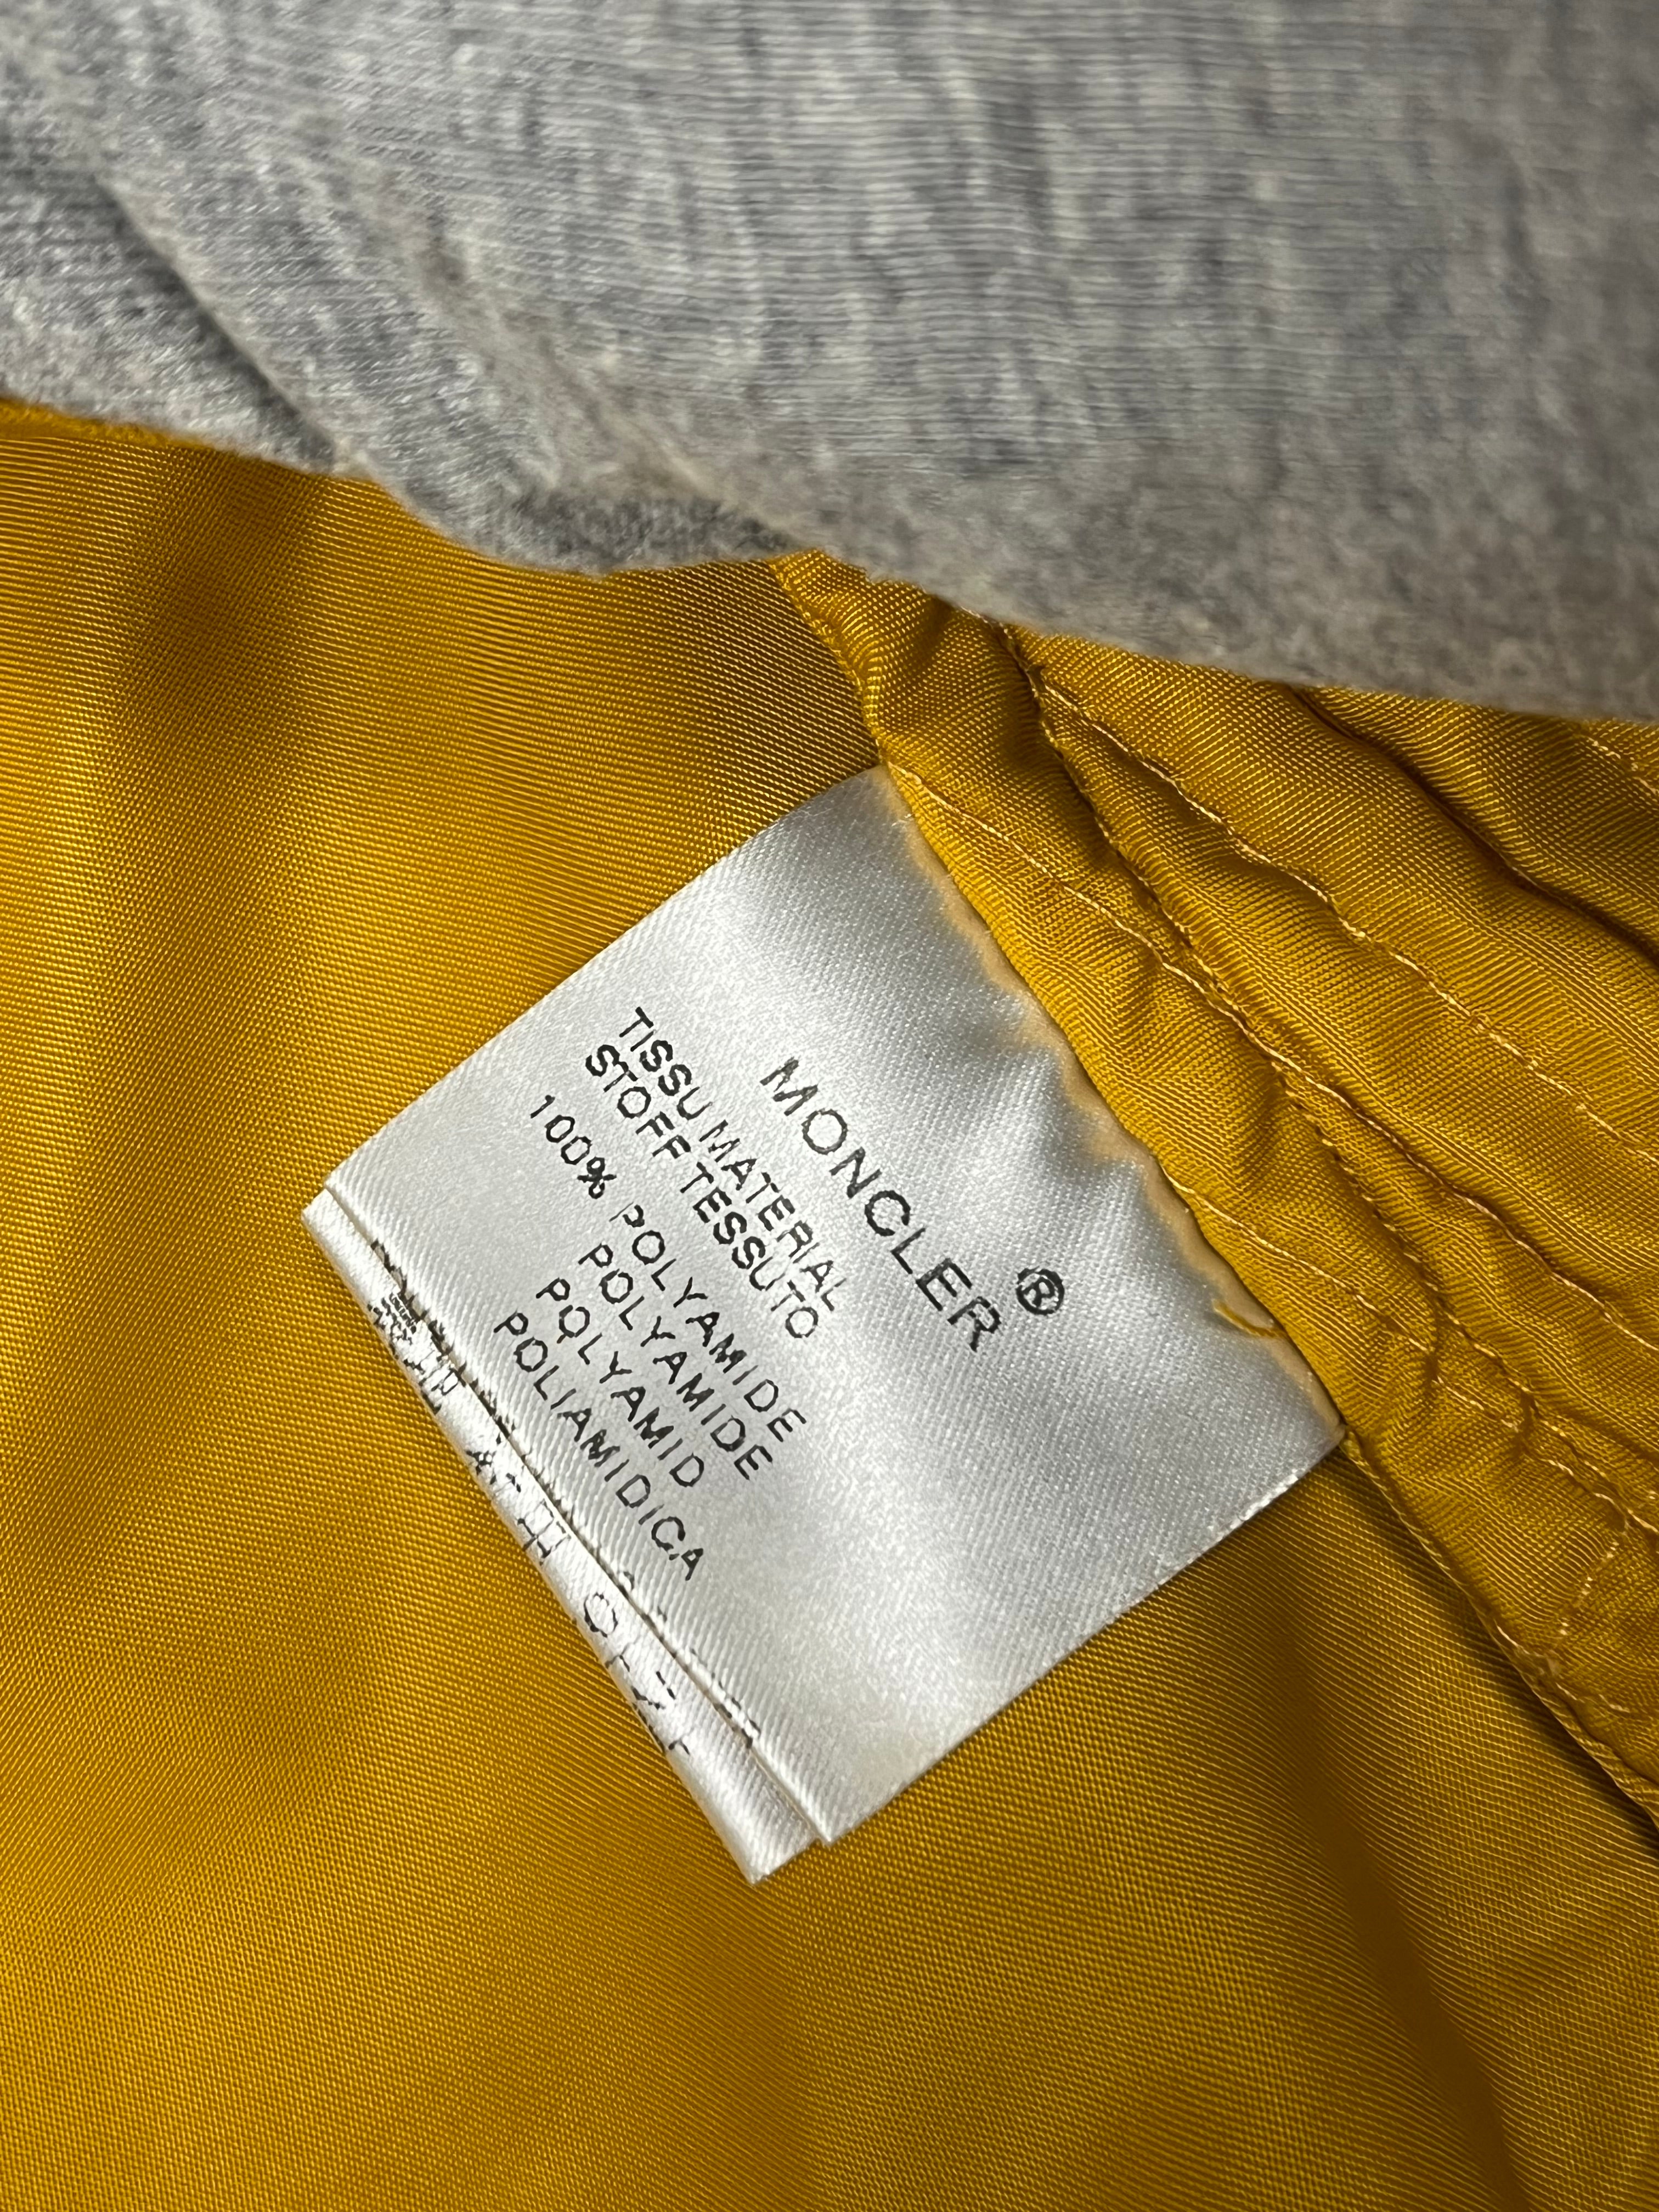 MONCLER ®
TISSU MATERIAL
STOFF TESSUTO
100% POLYAMIDE
POLYAMIDE
POLYAMID
POLIAMIDICA